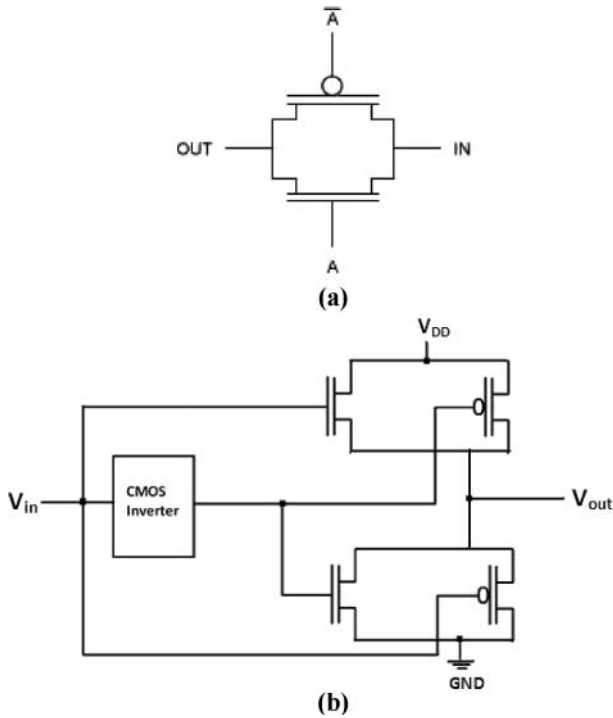 A̅
OUT
IN
A
(a)
V_DD
V_in
CMOS
Inverter
V_out
GND
(b)